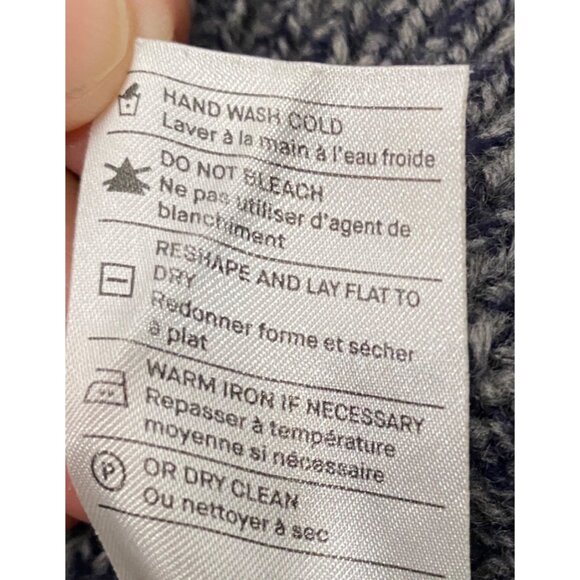 HAND WASH COLD
Laver à la main à l'eau froide
DO NOT BLEACH
Ne pas utiliser d'agent de
blanchiment
RESHAPE AND LAY FLAT TO
DRY
Redonner forme et sécher
à plat
WARM IRON IF NECESSARY
Repasser à température
moyenne si nécessaire
P
OR DRY CLEAN
Ou nettoyer à sec